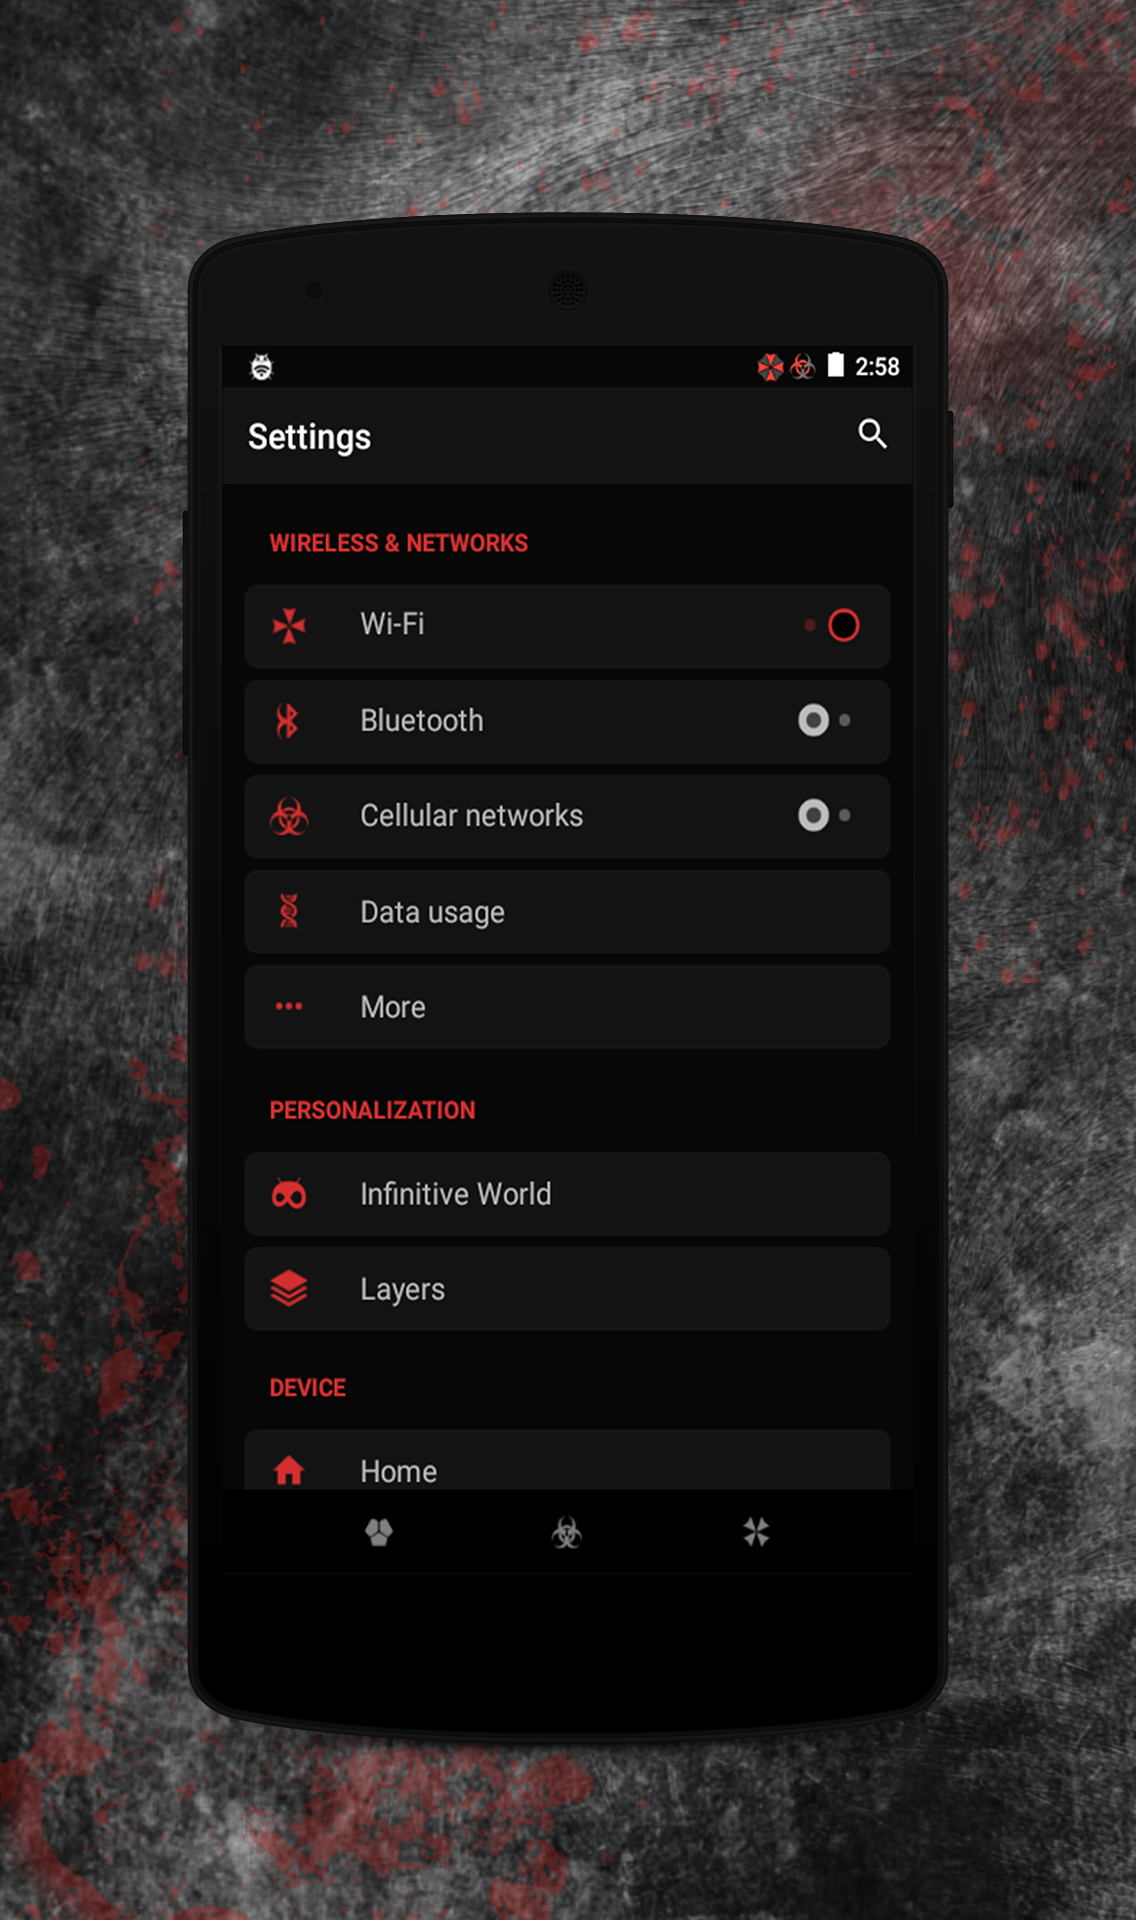 2:58
Settings
WIRELESS & NETWORKS
Wi-Fi
Bluetooth
Cellular networks
Data usage
More
PERSONALIZATION
Infinitive World
Layers
DEVICE
Home